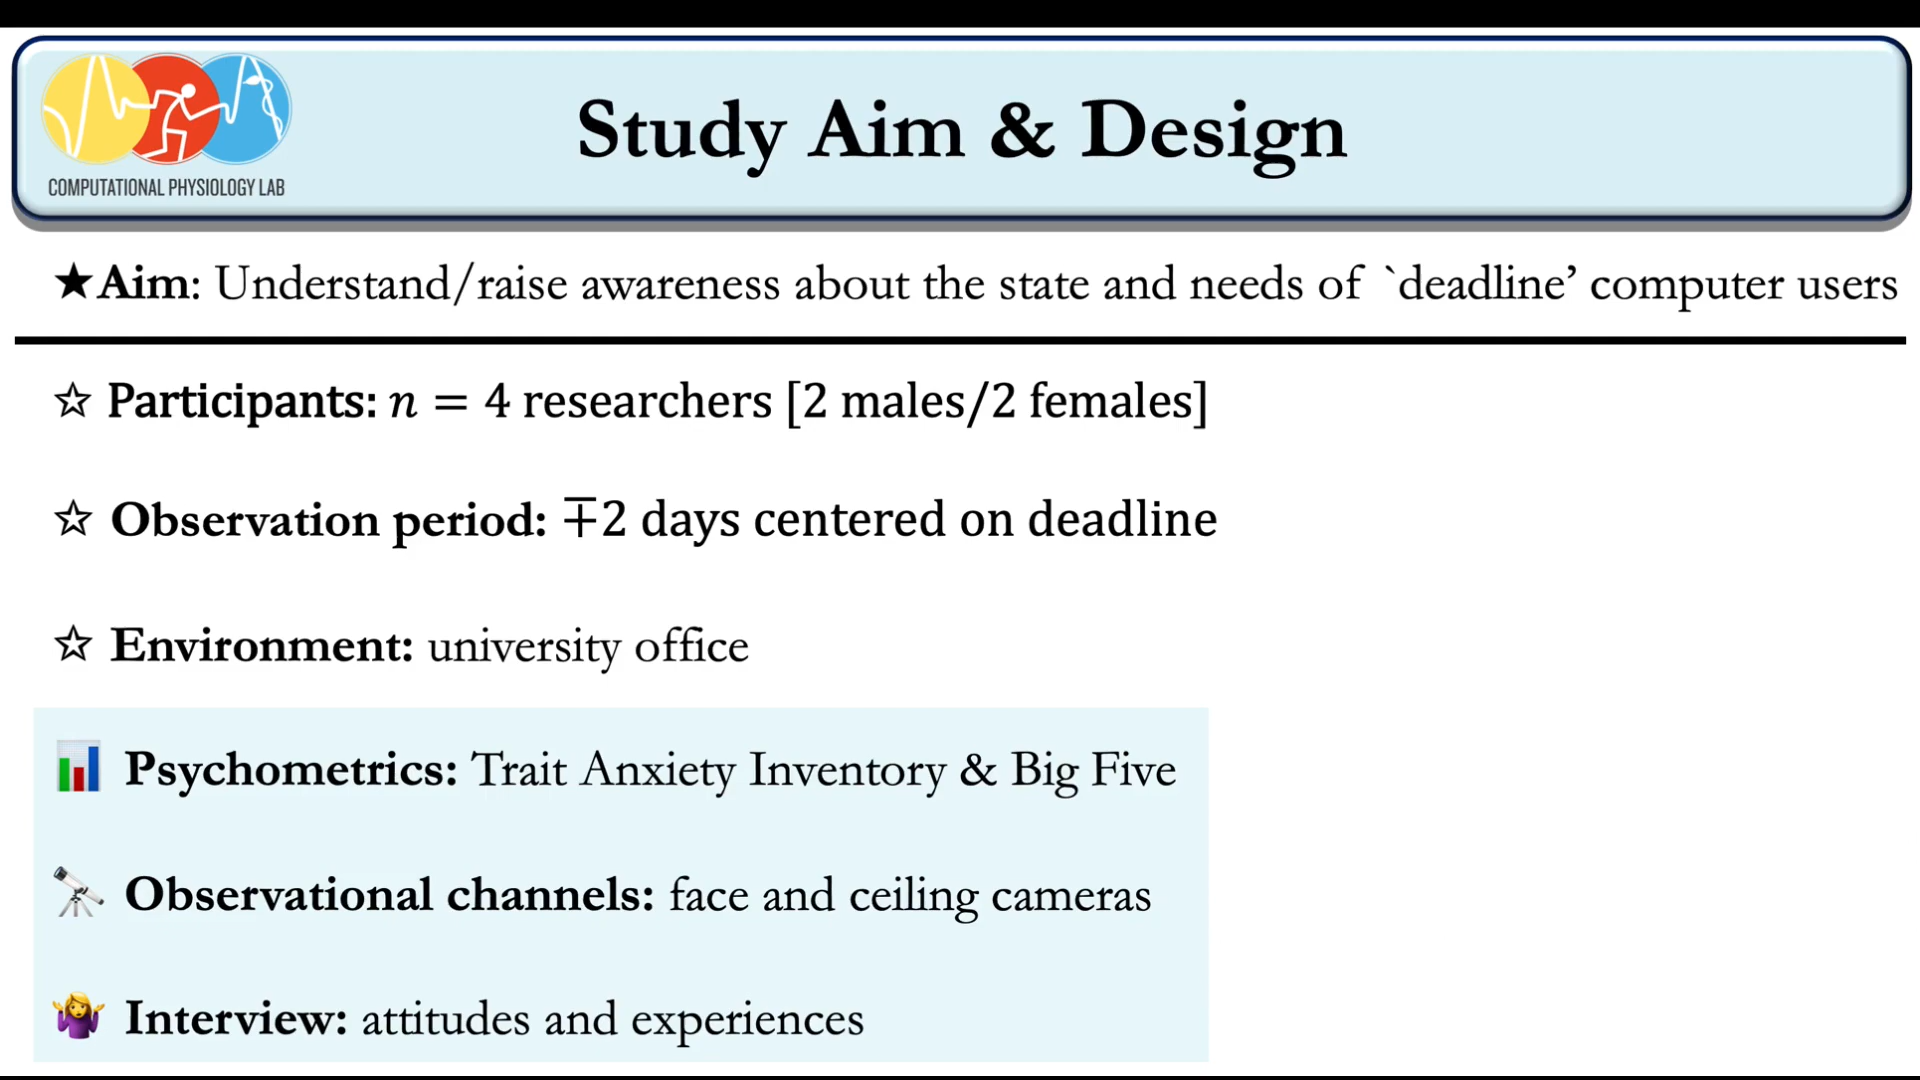 COMPUTATIONAL PHYSIOLOGY LAB
Study Aim & Design
★Aim: Understand/raise awareness about the state and needs of `deadline’ computer users
☆ Participants: n = 4 researchers [2 males/2 females]
☆ Observation period: ∓2 days centered on deadline
☆ Environment: university office
Psychometrics: Trait Anxiety Inventory & Big Five
Observational channels: face and ceiling cameras
Interview: attitudes and experiences